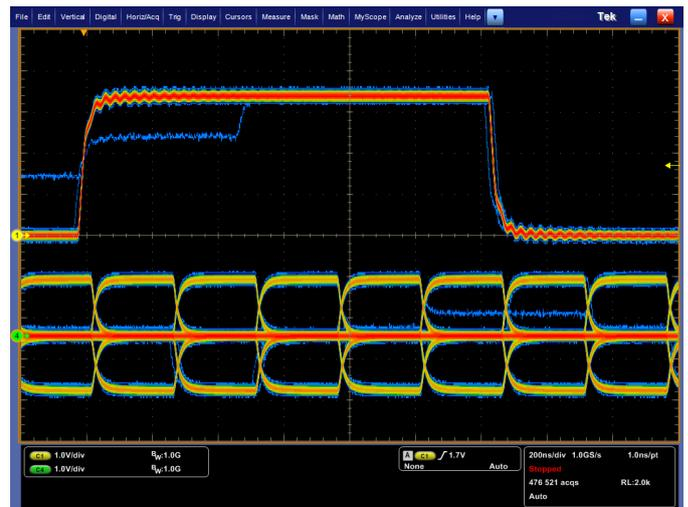 File Edit Vertical Digital Horiz/Acq Trig Display Cursors Measure Mask Math MyScope Analyze Utilities Help Tek X
1
4
C1 1.0V/div BW:1.0G
C4 1.0V/div BW:1.0G
A C1 1.7V
None Auto
200ns/div 1.0GS/s 1.0ns/pt
Stopped
476 521 acqs RL:2.0k
Auto